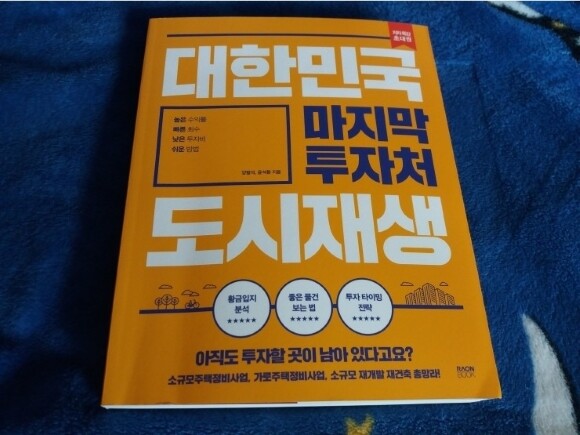 대한민국
높은 수익률
빠른 회수
낮은 투자비
쉬운 방법
마지막
투자처
도시재생
황금입지
분석
★★★★★
좋은 물건
보는 법
★★★★★
투자 타이밍
전략
★★★★★
아직도 투자할 곳이 남아 있다고요?
소규모주택정비사업, 가로주택정비사업, 소규모 재개발 재건축 총망라!
RAON
BOOK